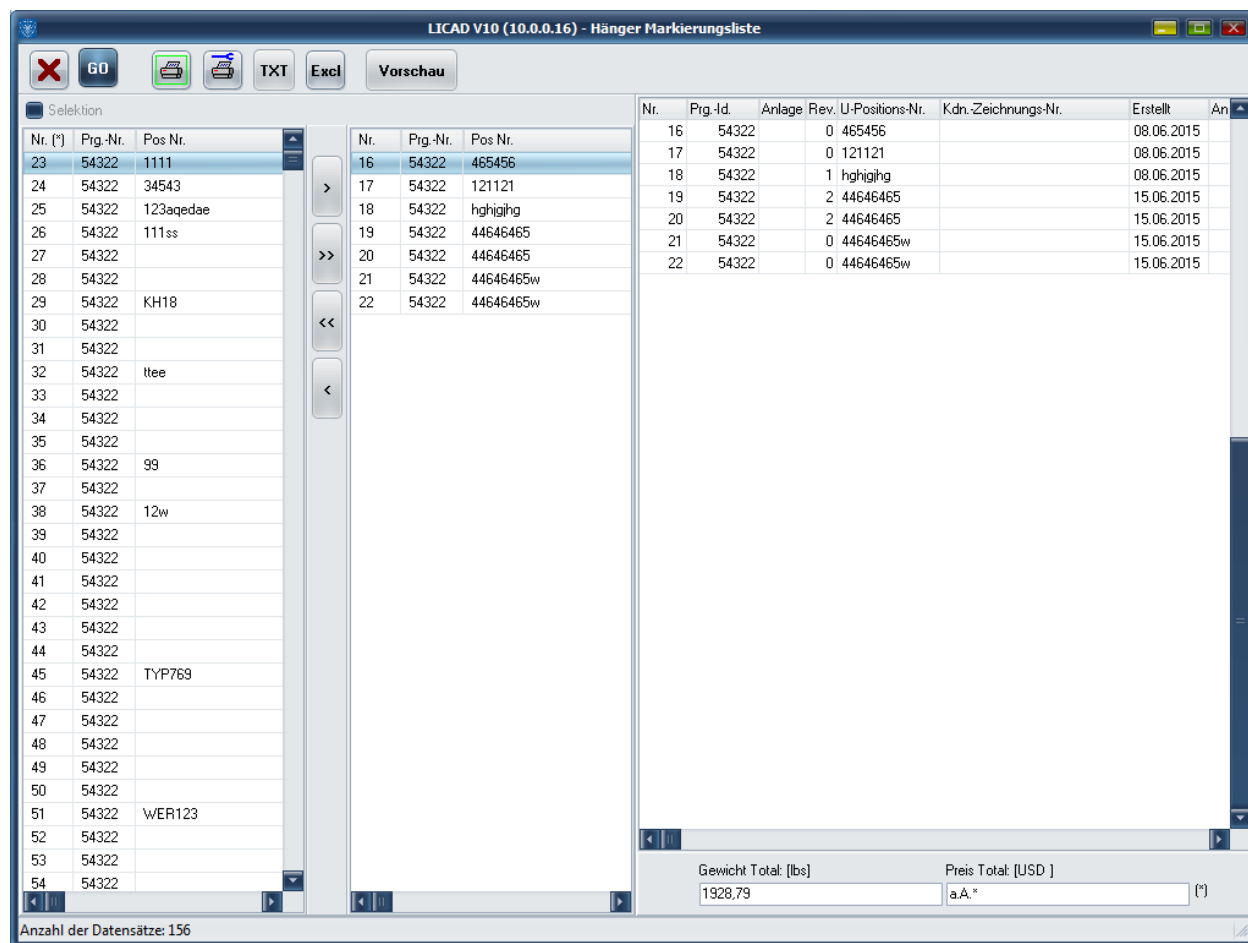 LICAD V10 (10.0.0.16) - Hänger Markierungsliste
GO TXT Excl Vorschau
Selektion
Nr. (*) Prg.-Nr. Pos Nr.
23 54322 1111
24 54322 34543
25 54322 123aqedae
26 54322 111ss
27 54322
28 54322
29 54322 KH18
30 54322
31 54322
32 54322 ttee
33 54322
34 54322
35 54322
36 54322 99
37 54322
38 54322 12w
39 54322
40 54322
41 54322
42 54322
43 54322
44 54322
45 54322 TYP769
46 54322
47 54322
48 54322
49 54322
50 54322
51 54322 WER123
52 54322
53 54322
54 54322
>
>>
<<
<
Nr. Prg.-Nr. Pos Nr.
16 54322 465456
17 54322 121121
18 54322 hghjgjhg
19 54322 44646465
20 54322 44646465
21 54322 44646465w
22 54322 44646465w
Nr. Prg.-Id. Anlage Rev. U-Positions-Nr. Kdn.-Zeichnungs-Nr. Erstellt An
16 54322 0 465456 08.06.2015
17 54322 0 121121 08.06.2015
18 54322 1 hghjgjhg 08.06.2015
19 54322 2 44646465 15.06.2015
20 54322 2 44646465 15.06.2015
21 54322 0 44646465w 15.06.2015
22 54322 0 44646465w 15.06.2015
Gewicht Total: [lbs] Preis Total: [USD ]
1928,79 a.A.* (*)
Anzahl der Datensätze: 156